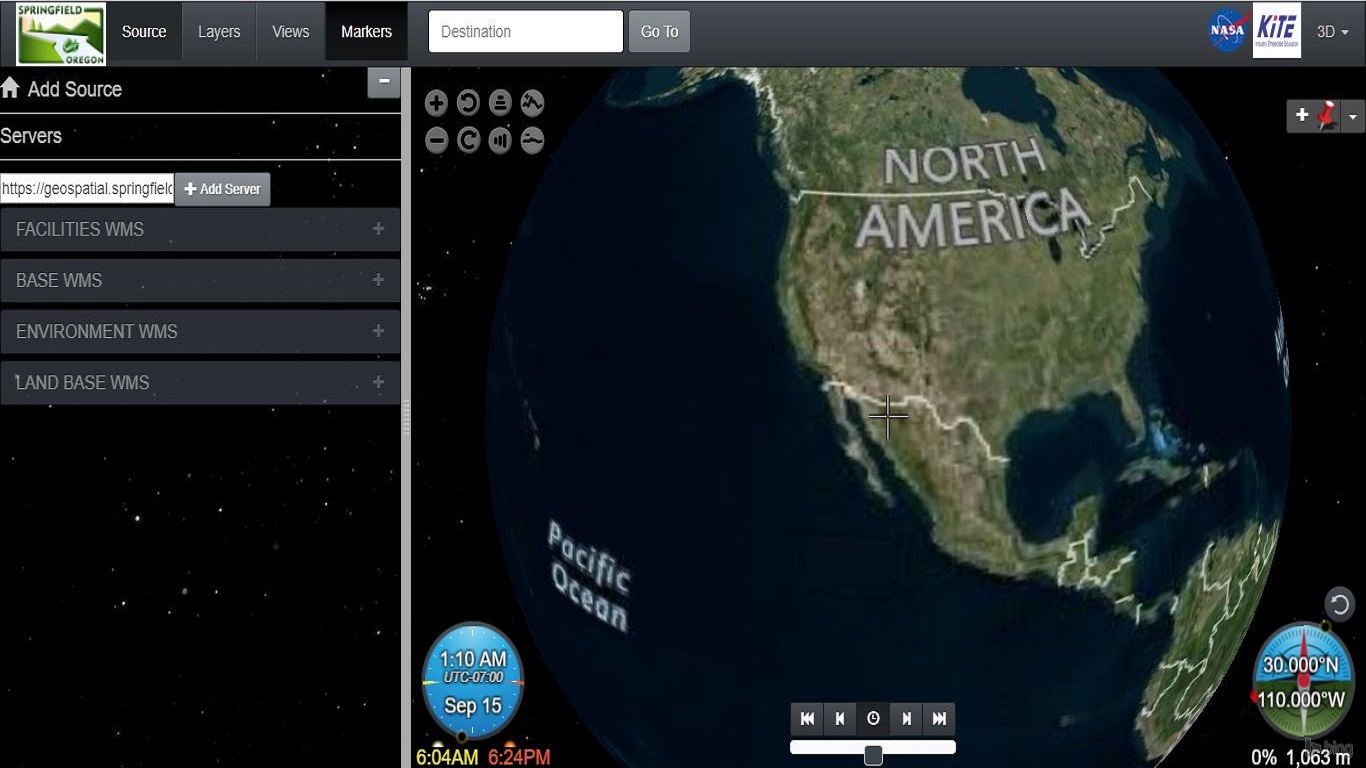 SPRINGFIELD
OREGON
Source
Layers
Views
Markers
Destination
Go To
NASA
KiTE
3D
Add Source
Servers
https://geospatial.springfield
Add Server
FACILITIES WMS
BASE WMS
ENVIRONMENT WMS
LAND BASE WMS
NORTH
AMERICA
Pacific
Ocean
1:10 AM
UTC-07:00
Sep 15
6:04AM 6:24PM
30.000°N
110.000°W
0% 1,063 m
bing